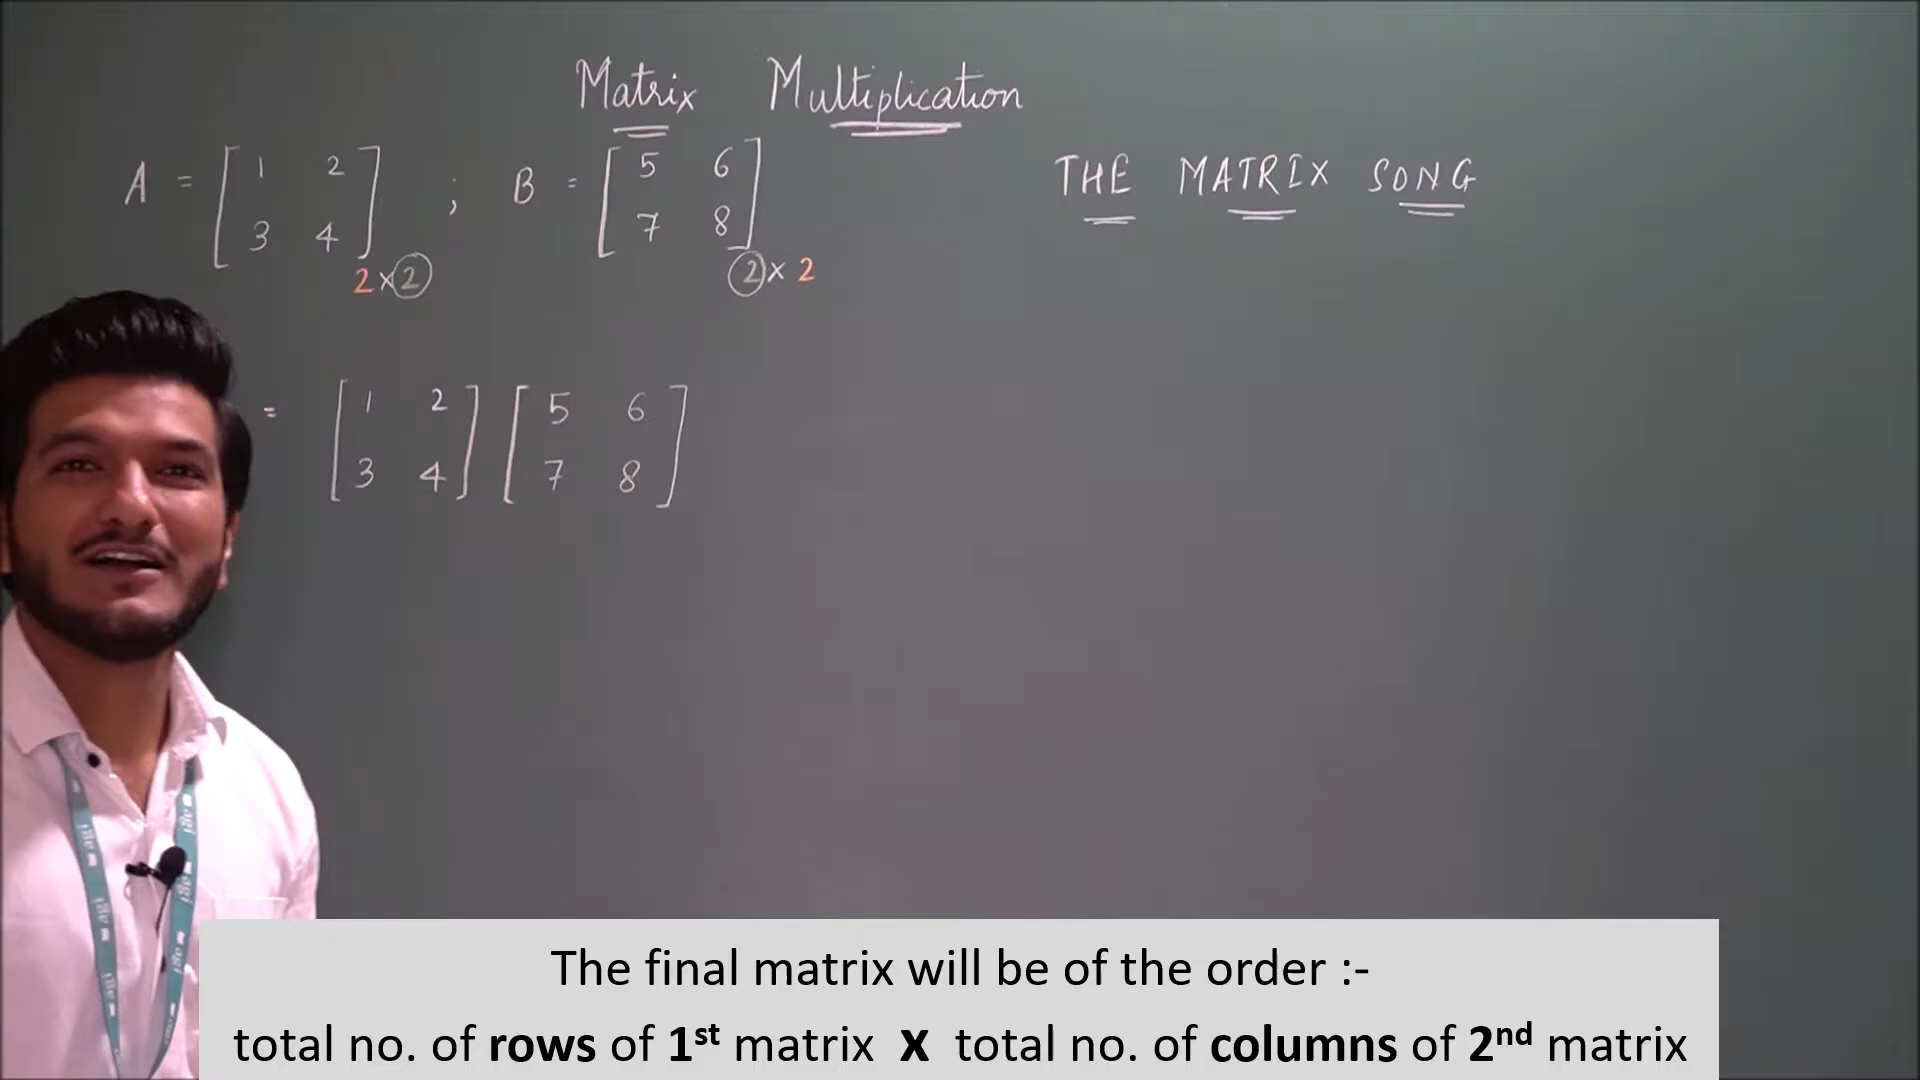 Matrix Multiplication
A = [ 1 2 ; B = [ 5 6 ]
3 4 ] 7 8 ]
2 × 2 2 × 2
THE MATRIX SONG
= [ 1 2 ] [ 5 6 ]
3 4 7 8
The final matrix will be of the order :-
total no. of rows of 1st matrix X total no. of columns of 2nd matrix